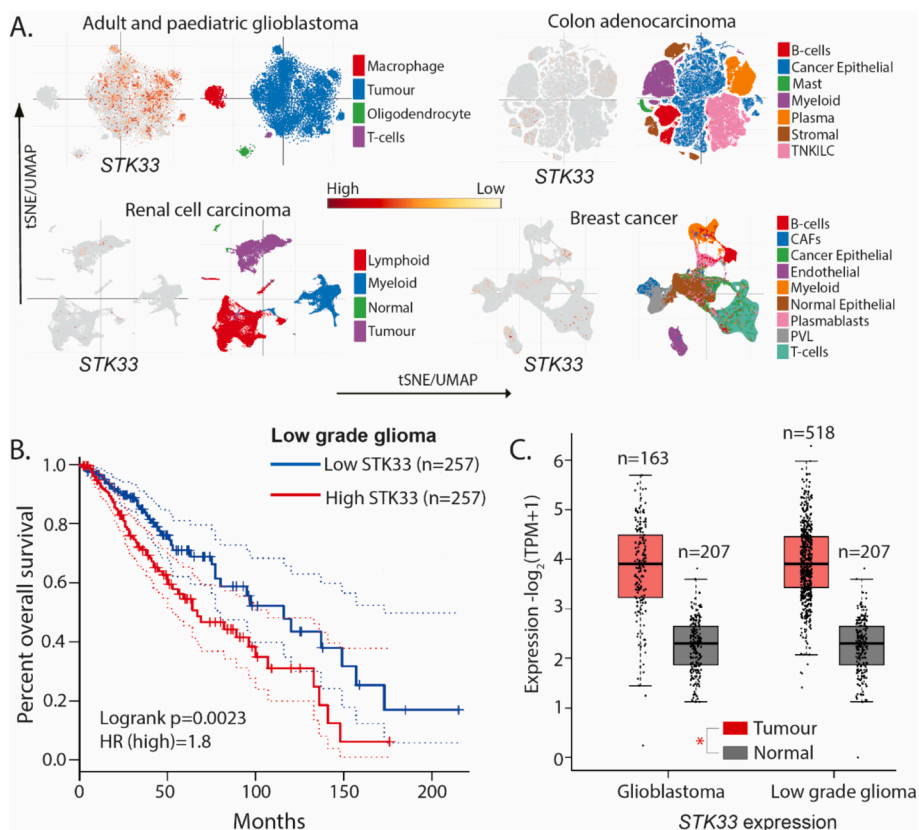 A.
Adult and paediatric glioblastoma
STK33
Macrophage
Tumour
Oligodendrocyte
T-cells
Colon adenocarcinoma
STK33
B-cells
Cancer Epithelial
Mast
Myeloid
Plasma
Stromal
TNKILC
tSNE/UMAP
High Low
Renal cell carcinoma
STK33
Lymphoid
Myeloid
Normal
Tumour
Breast cancer
STK33
B-cells
CAFs
Cancer Epithelial
Endothelial
Myeloid
Normal Epithelial
Plasmablasts
PVL
T-cells
tSNE/UMAP
B.
Low grade glioma
Low STK33 (n=257)
High STK33 (n=257)
Percent overall survival
1.0
0.8
0.6
0.4
0.2
0.0
Logrank p=0.0023
HR (high)=1.8
0 50 100 150 200
Months
C.
n=163
n=207
n=518
n=207
Expression -log2(TPM+1)
6
5
4
3
2
1
0
* Tumour
Normal
Glioblastoma Low grade glioma
STK33 expression